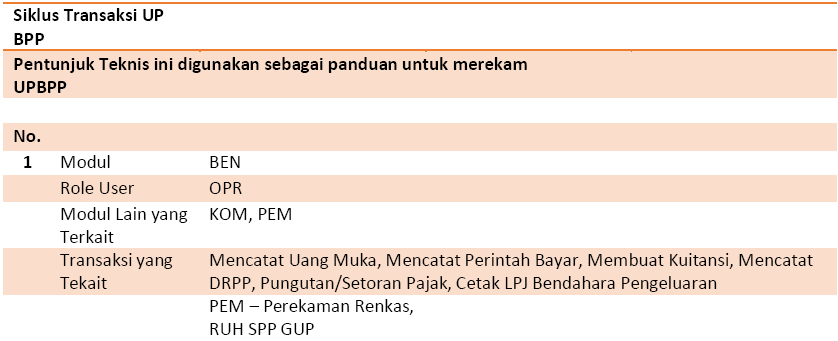 Siklus Transaksi UP
BPP
Pentunjuk Teknis ini digunakan sebagai panduan untuk merekam
UPBPP
No.
1 Modul BEN
Role User OPR
Modul Lain yang KOM, PEM
Terkait
Transaksi yang Mencatat Uang Muka, Mencatat Perintah Bayar, Membuat Kuitansi, Mencatat
Tekait DRPP, Pungutan/Setoran Pajak, Cetak LPJ Bendahara Pengeluaran
PEM – Perekaman Renkas,
RUH SPP GUP